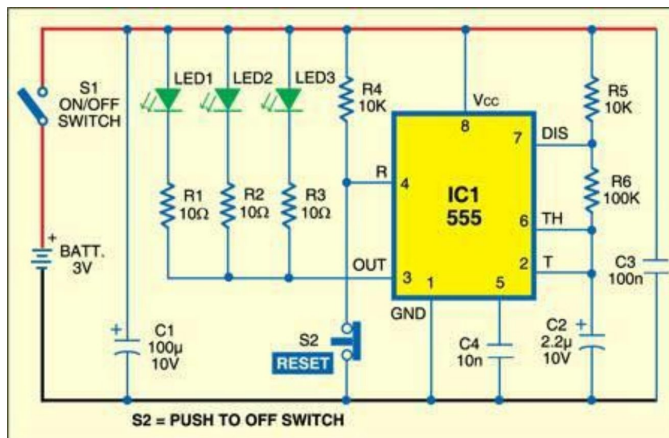 S1
ON/OFF
SWITCH
BATT.
3V
+
LED1
LED2
LED3
R1
10Ω
R2
10Ω
R3
10Ω
R4
10K
R
4
OUT
3
GND
1
5
8
VCC
IC1
555
7
DIS
6
TH
2
T
R5
10K
R6
100K
C3
100n
+
C1
100µ
10V
S2
RESET
C4
10n
+
C2
2.2µ
10V
S2 = PUSH TO OFF SWITCH